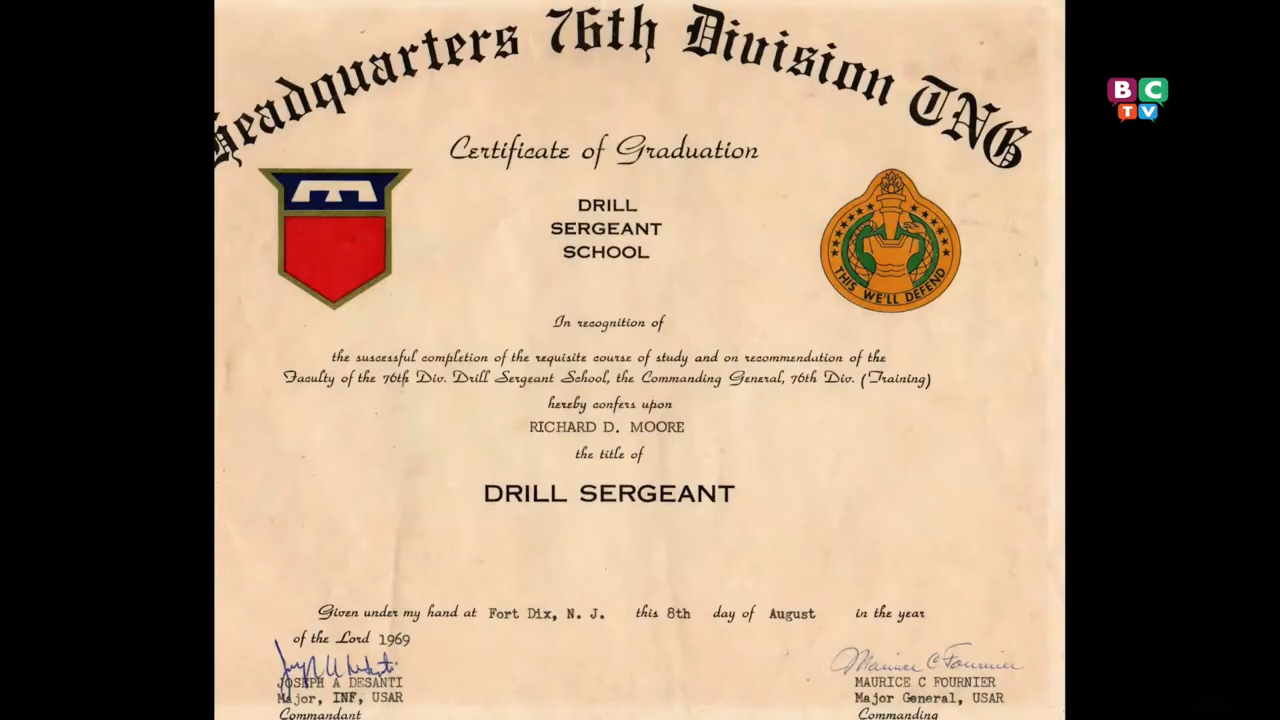 Headquarters 76th Division TNG
B C
T V
Certificate of Graduation
DRILL
SERGEANT
SCHOOL
THIS WE'LL DEFEND
In recognition of
the suscessful completion of the requisite course of study and on recommendation of the
Faculty of the 76th Div. Drill Sergeant School, the Commanding General, 76th Div. (Training)
hereby confers upon
RICHARD D. MOORE
the title of
DRILL SERGEANT
Given under my hand at Fort Dix, N. J. this 8th day of August in the year
of the Lord 1969
Maurice C Fournier
JOSEPH A DESANTI
Major, INF, USAR
Commandant
MAURICE C FOURNIER
Major General, USAR
Commanding